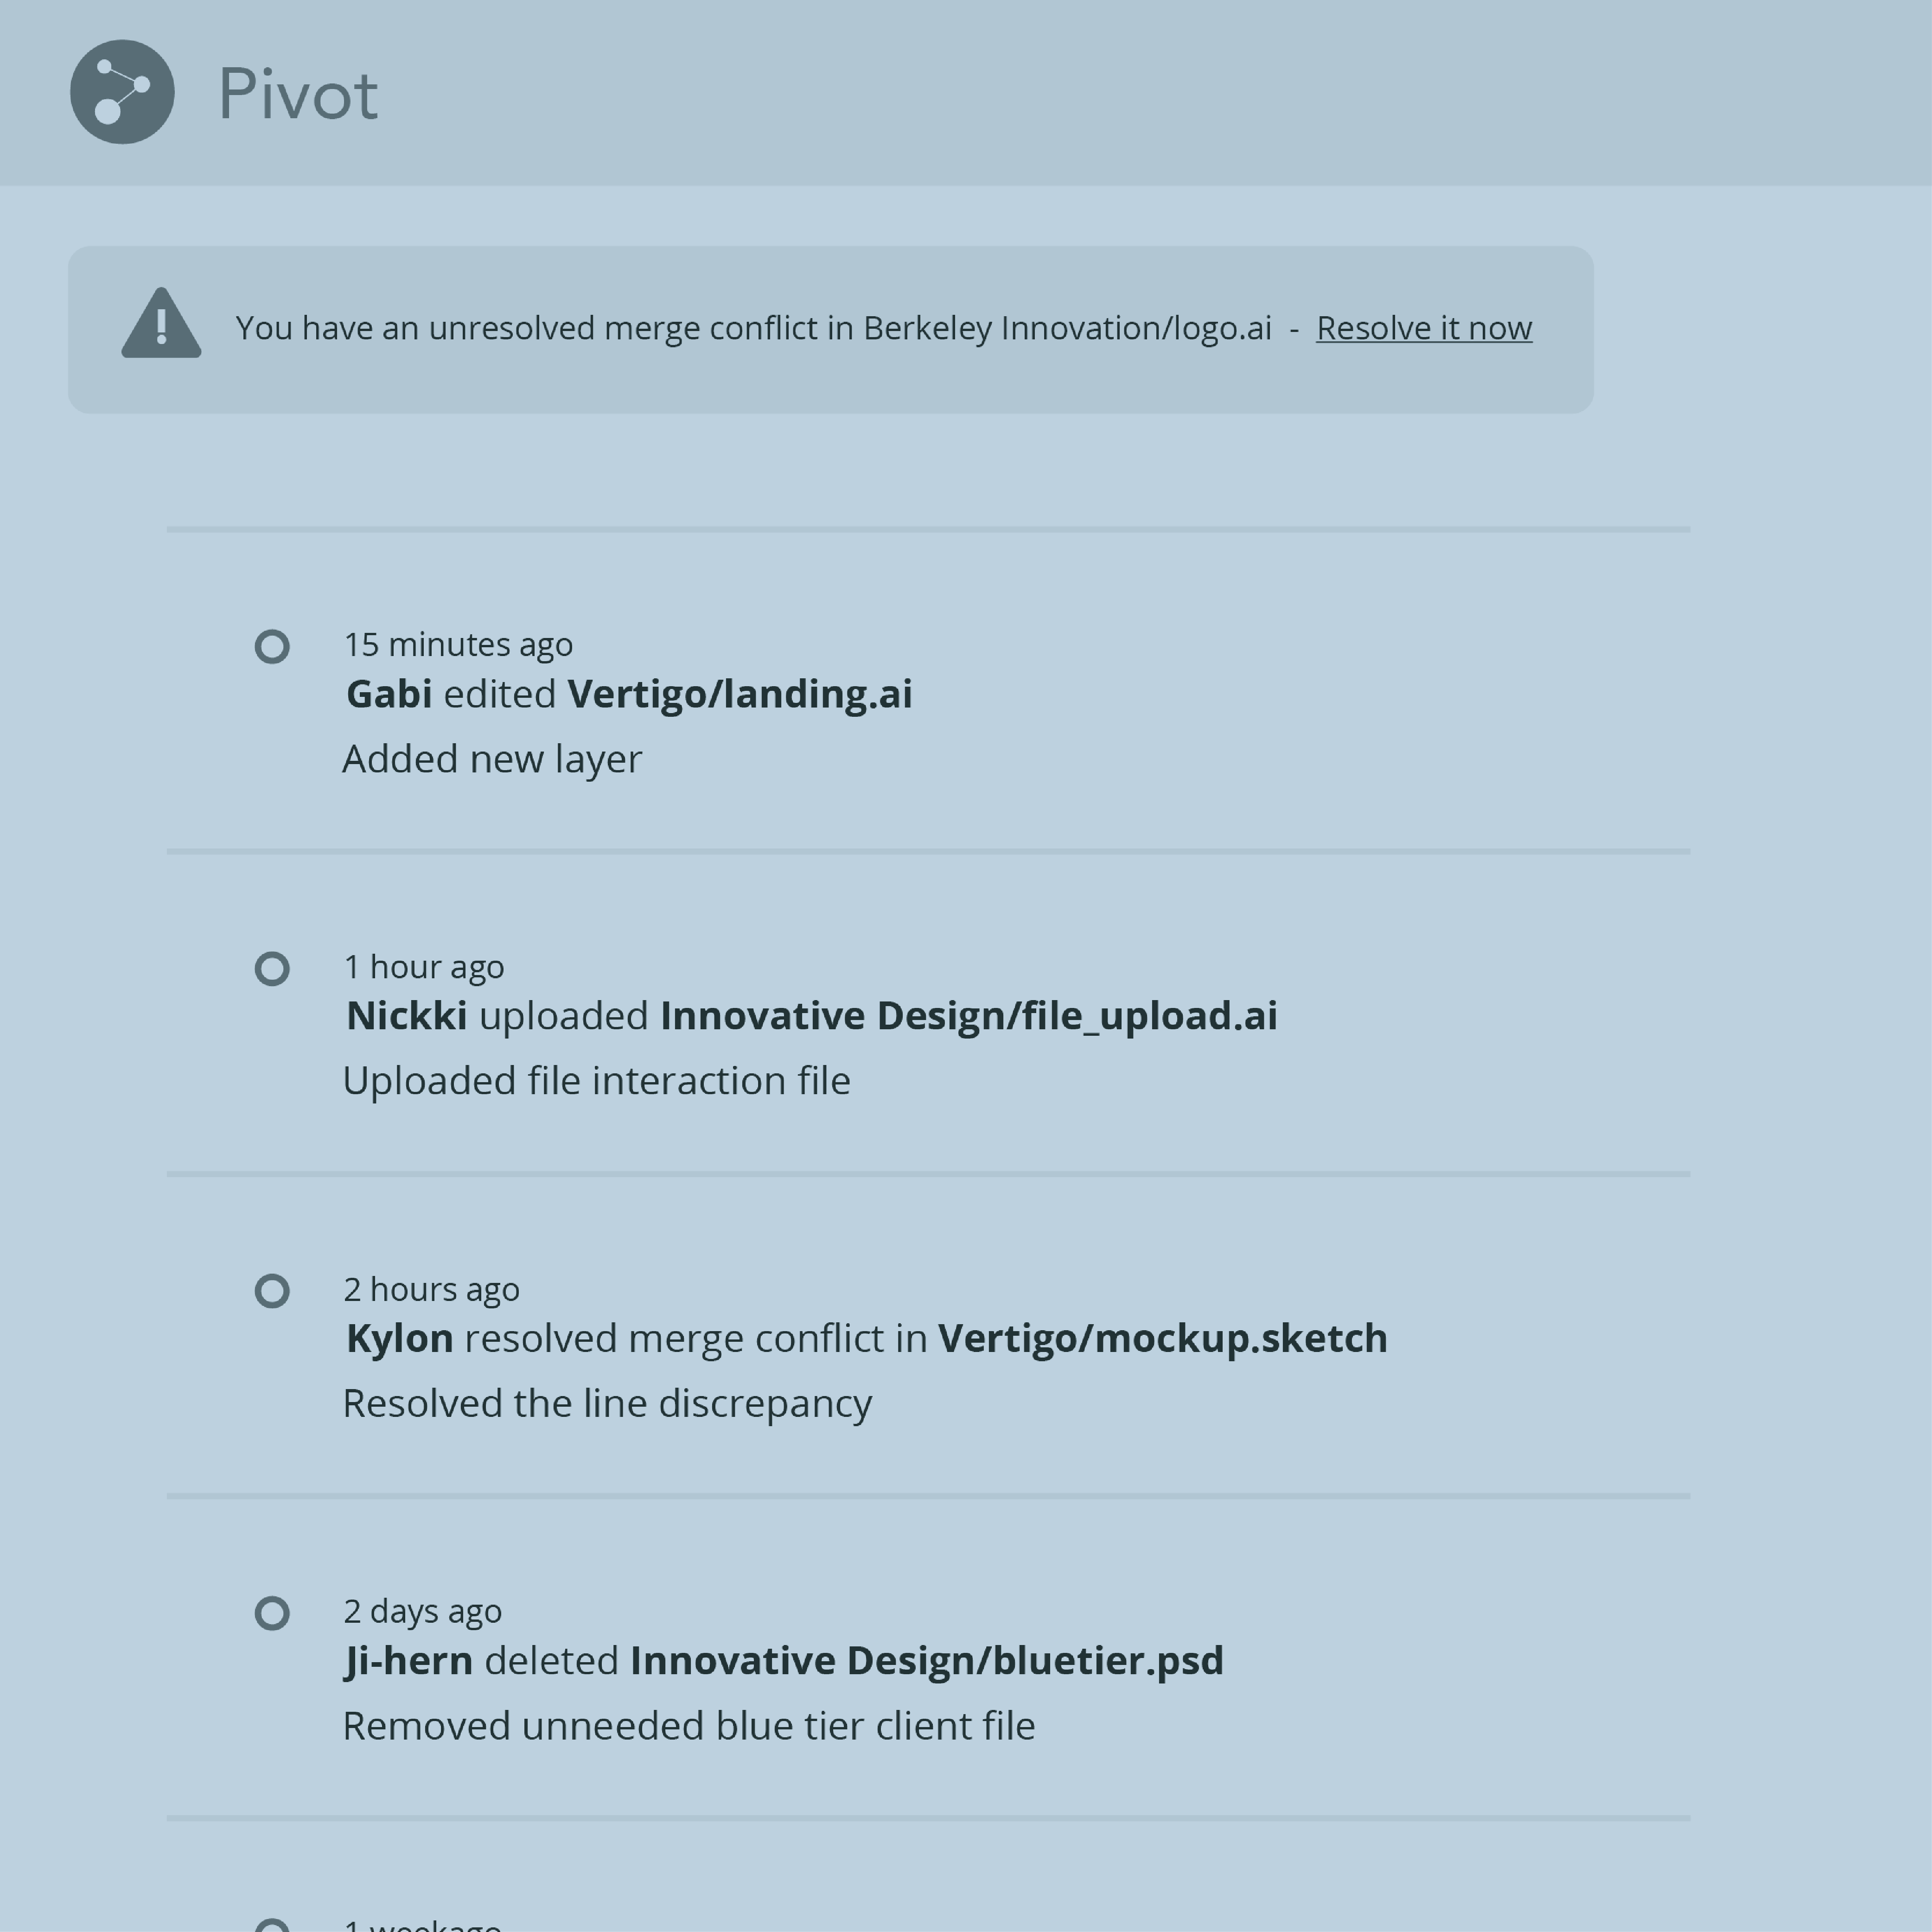 Pivot
You have an unresolved merge conflict in Berkeley Innovation/logo.ai - Resolve it now
15 minutes ago
Gabi edited Vertigo/landing.ai
Added new layer
1 hour ago
Nickki uploaded Innovative Design/file_upload.ai
Uploaded file interaction file
2 hours ago
Kylon resolved merge conflict in Vertigo/mockup.sketch
Resolved the line discrepancy
2 days ago
Ji-hern deleted Innovative Design/bluetier.psd
Removed unneeded blue tier client file
1 weekago